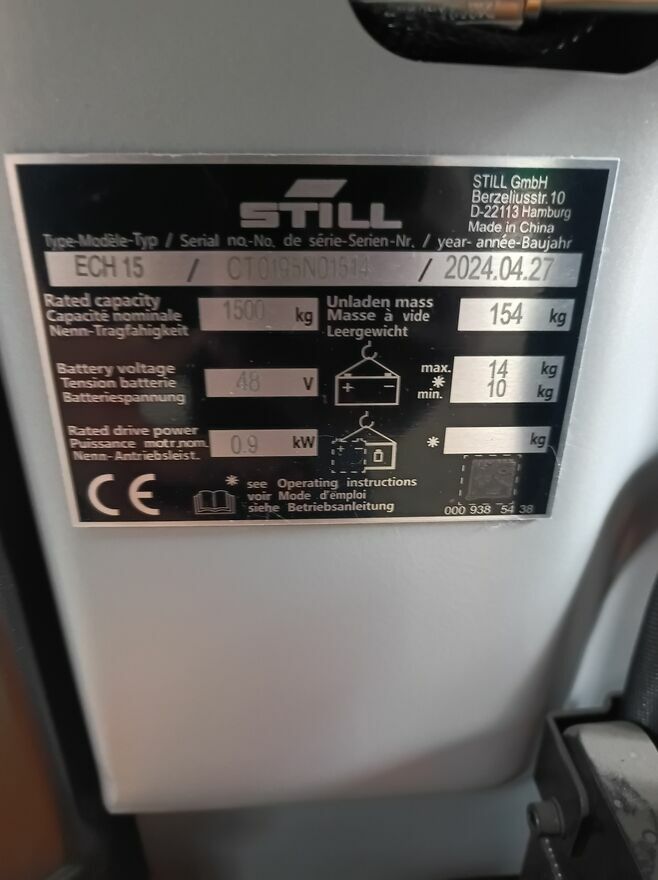 STILL
STILL GmbH
Berzeliusstr.10
D-22113 Hamburg
Made in China
Type-Modèle-Typ / Serial no.-No. de série-Serien-Nr. / year- année-Baujahr
ECH 15 / / 2024.04.27
Rated capacity
Capacité nominale
Nenn-Tragfahigkeit
1500 kg
Unladen mass
Masse à vide
Leergewicht
154 kg
Battery voltage
Tension batterie
Batteriespannung
48 V
max. 14 kg
*
min. 10 kg
Rated drive power
Puissance motr.nom.
Nenn-Antriebsleist.
0.9 kW
* kg
CE
* see Operating instructions
voir Mode d'emploi
siehe Betriebsanleitung
000 938 54 38